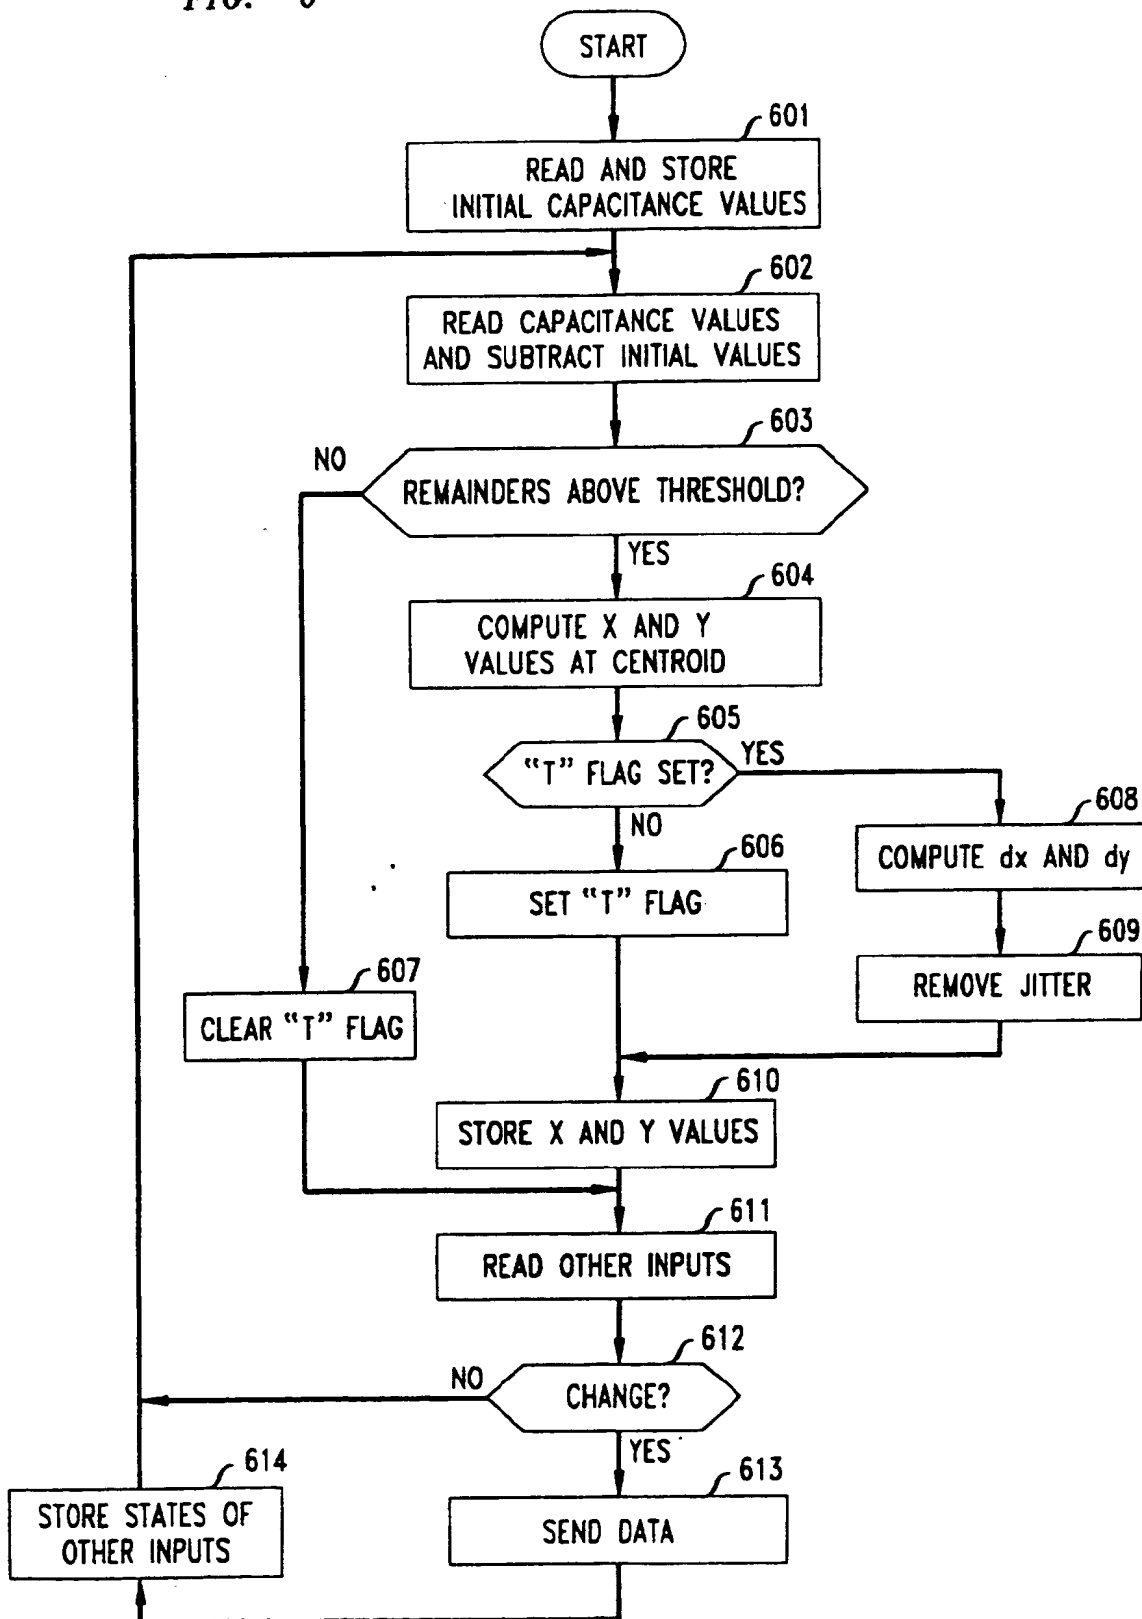 FIG. 6
START
601
READ AND STORE
INITIAL CAPACITANCE VALUES
602
READ CAPACITANCE VALUES
AND SUBTRACT INITIAL VALUES
603
NO
REMAINDERS ABOVE THRESHOLD?
YES
604
COMPUTE X AND Y
VALUES AT CENTROID
605
"T" FLAG SET?
YES
NO
608
COMPUTE dx AND dy
606
SET "T" FLAG
609
REMOVE JITTER
607
CLEAR "T" FLAG
610
STORE X AND Y VALUES
611
READ OTHER INPUTS
612
NO
CHANGE?
YES
614
STORE STATES OF
OTHER INPUTS
613
SEND DATA